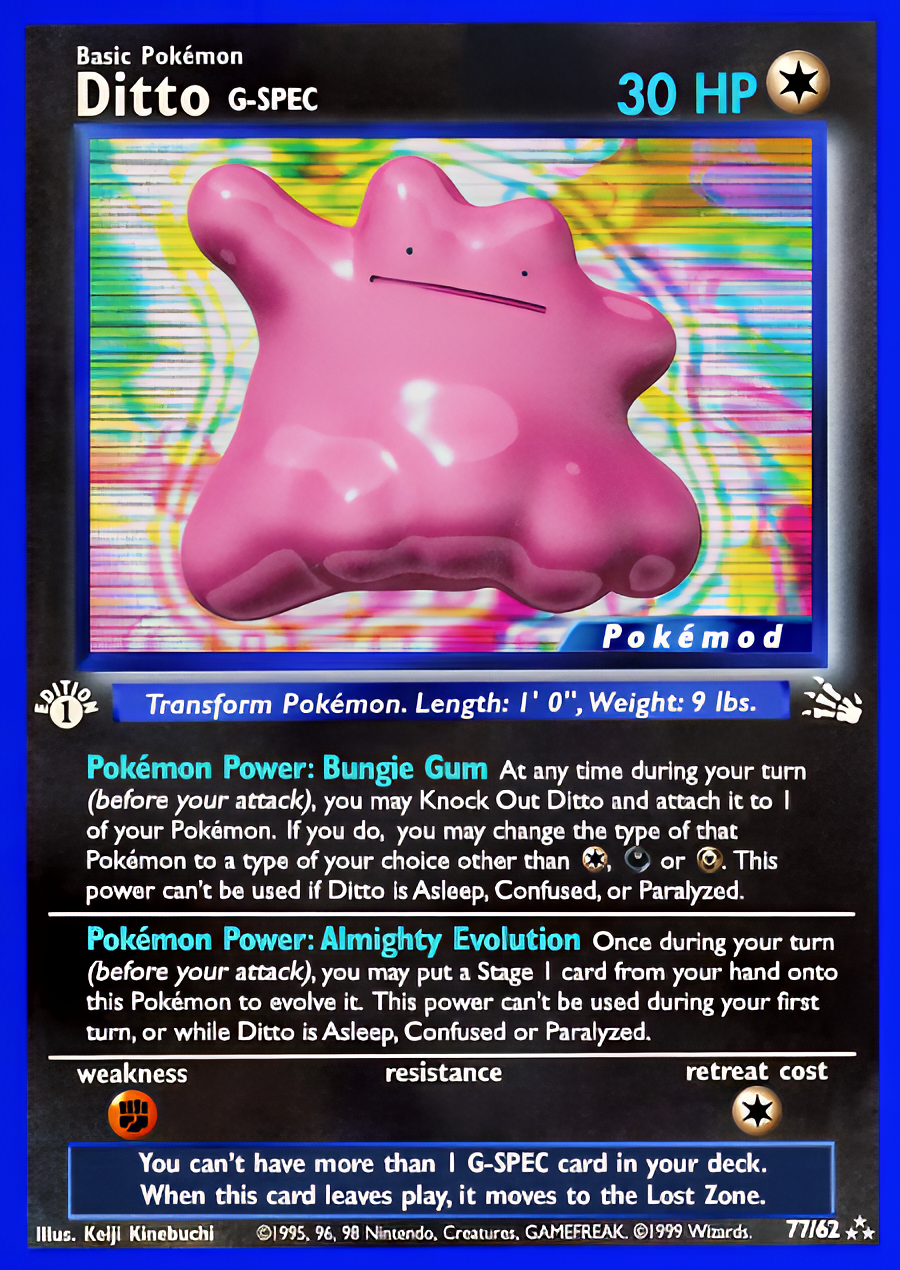 Basic Pokémon
Ditto G-SPEC 30 HP
Pokémod
EDITION
1
Transform Pokémon. Length: 1' 0", Weight: 9 lbs.
Pokémon Power: Bungie Gum At any time during your turn
(before your attack), you may Knock Out Ditto and attach it to 1
of your Pokémon. If you do, you may change the type of that
Pokémon to a type of your choice other than , or . This
power can't be used if Ditto is Asleep, Confused, or Paralyzed.
Pokémon Power: Almighty Evolution Once during your turn
(before your attack), you may put a Stage 1 card from your hand onto
this Pokémon to evolve it. This power can't be used during your first
turn, or while Ditto is Asleep, Confused or Paralyzed.
weakness resistance retreat cost
You can't have more than 1 G-SPEC card in your deck.
When this card leaves play, it moves to the Lost Zone.
Illus. Keiji Kinebuchi ©1995, 96, 98 Nintendo, Creatures, GAMEFREAK. ©1999 Wizards. 77/62